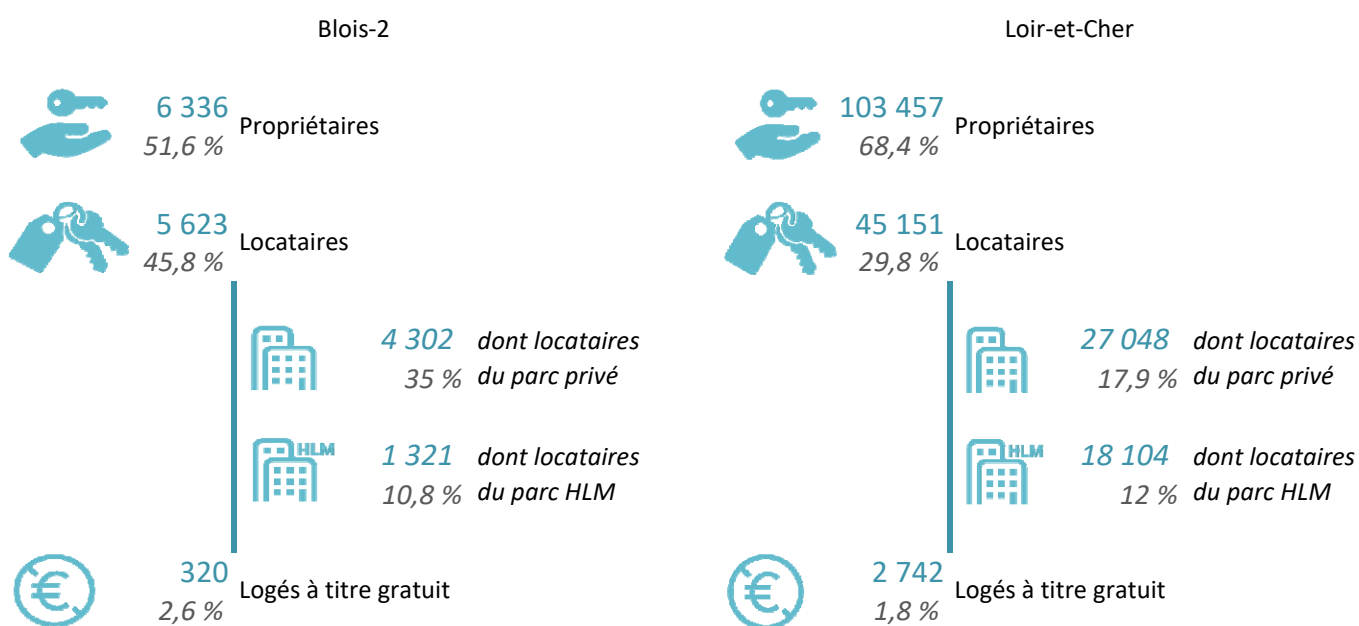 Blois-2
6 336
51,6 %
Propriétaires
5 623
45,8 %
Locataires
4 302
35 %
dont locataires
du parc privé
HLM
1 321
10,8 %
dont locataires
du parc HLM
€
320
2,6 %
Logés à titre gratuit
Loir-et-Cher
103 457
68,4 %
Propriétaires
45 151
29,8 %
Locataires
27 048
17,9 %
dont locataires
du parc privé
HLM
18 104
12 %
dont locataires
du parc HLM
€
2 742
1,8 %
Logés à titre gratuit